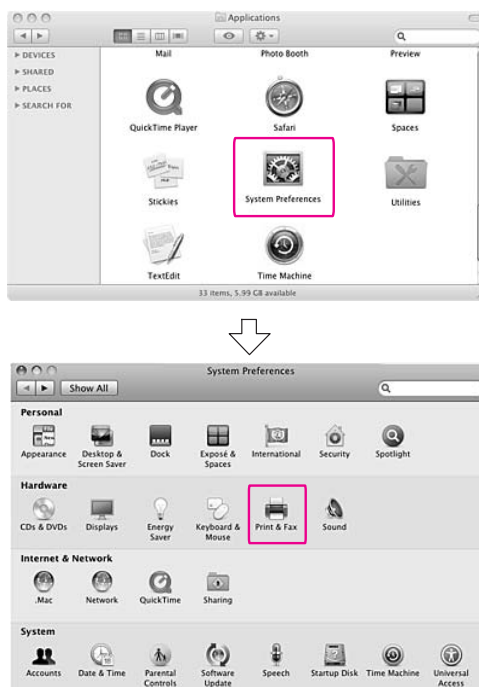 Applications
DEVICES
SHARED
PLACES
SEARCH FOR
Mail Photo Booth Preview
QuickTime Player Safari Spaces
Stickies System Preferences Utilities
TextEdit Time Machine
33 items, 5.99 GB available
System Preferences
Show All
Personal
Appearance Desktop & Screen Saver Dock Exposé & Spaces International Security Spotlight
Hardware
CDs & DVDs Displays Energy Saver Keyboard & Mouse Print & Fax Sound
Internet & Network
.Mac Network QuickTime Sharing
System
Accounts Date & Time Parental Controls Software Update Speech Startup Disk Time Machine Universal Access